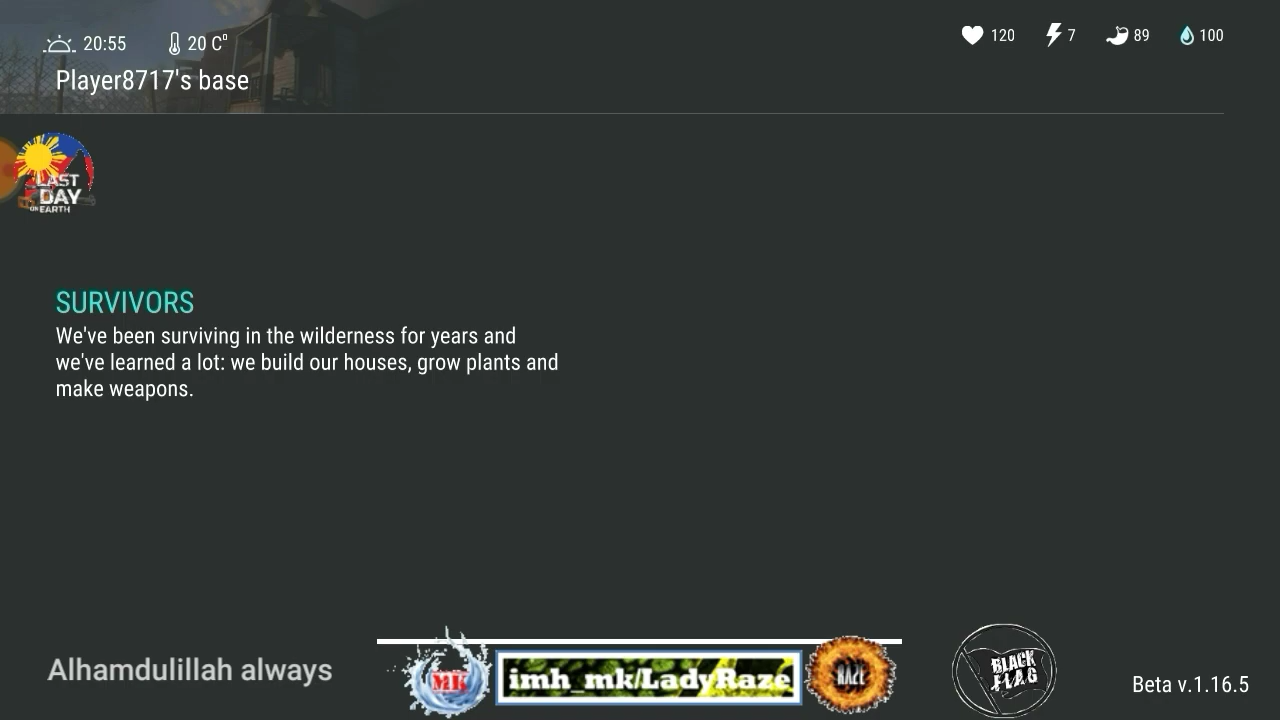 20:55
20 C°
120
7
89
100
Player8717's base
LAST
DAY
ON EARTH
SURVIVORS
We've been surviving in the wilderness for years and
we've learned a lot: we build our houses, grow plants and
make weapons.
Alhamdulillah always
MK
imh_mk/LadyRaze
RAZE
BLACK
FLAG
Beta v.1.16.5